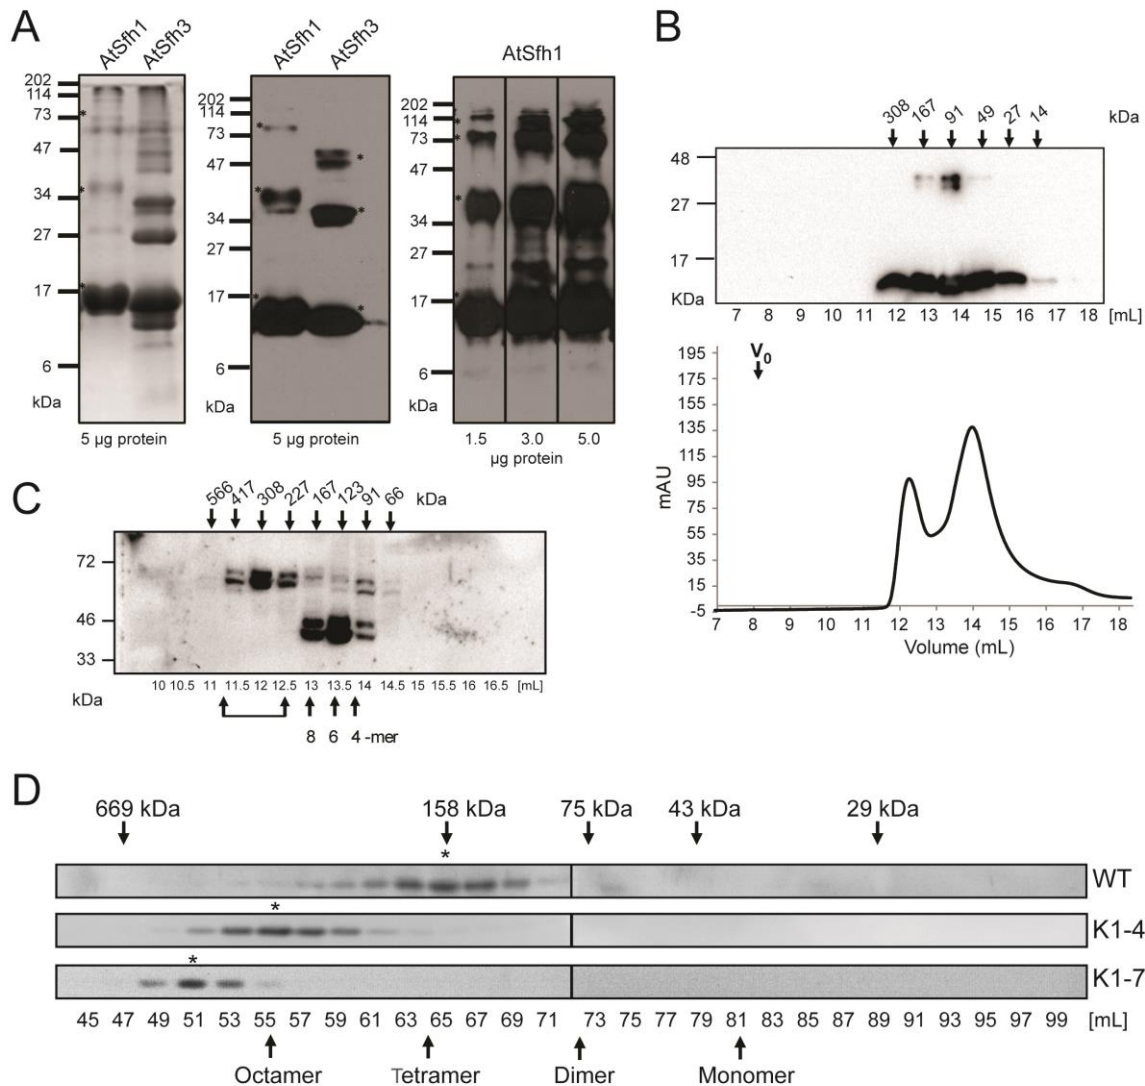 A
AtSfh1
AtSfh3
202
114
73
47
34
27
17
6
kDa
*
*
*
5 µg protein
AtSfh1
AtSfh3
202
114
73
47
34
27
17
6
kDa
*
*
*
*
*
*
5 µg protein
AtSfh1
202
114
73
47
34
27
17
6
kDa
*
*
*
*
1.5 3.0 5.0
µg protein
B
308 167 91 49 27 14 kDa
48
27
17
KDa
7 8 9 10 11 12 13 14 15 16 17 18 [mL]
V0
195
175
155
135
115
95
75
55
35
15
-5
mAU
7 8 9 10 11 12 13 14 15 16 17 18
Volume (mL)
C
566 417 308 227 167 123 91 66 kDa
72
46
33
kDa
10 10.5 11 11.5 12 12.5 13 13.5 14 14.5 15 15.5 16 16.5 [mL]
8 6 4 -mer
D
669 kDa 158 kDa 75 kDa 43 kDa 29 kDa
*
WT
*
K1-4
*
K1-7
45 47 49 51 53 55 57 59 61 63 65 67 69 71 73 75 77 79 81 83 85 87 89 91 93 95 97 99 [mL]
Octamer Tetramer Dimer Monomer